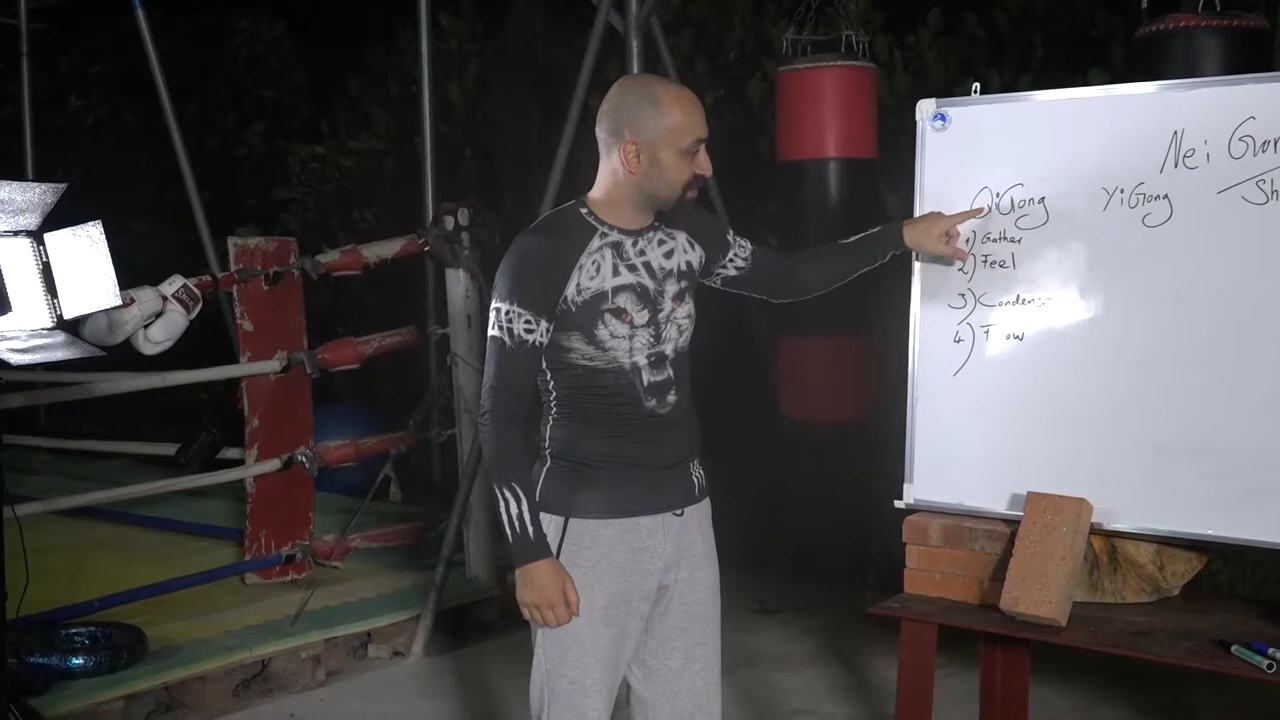 Nei Gon
QiGong
YiGong
Sh
1) Gather
2) Feel
3) Condense
4) Flow